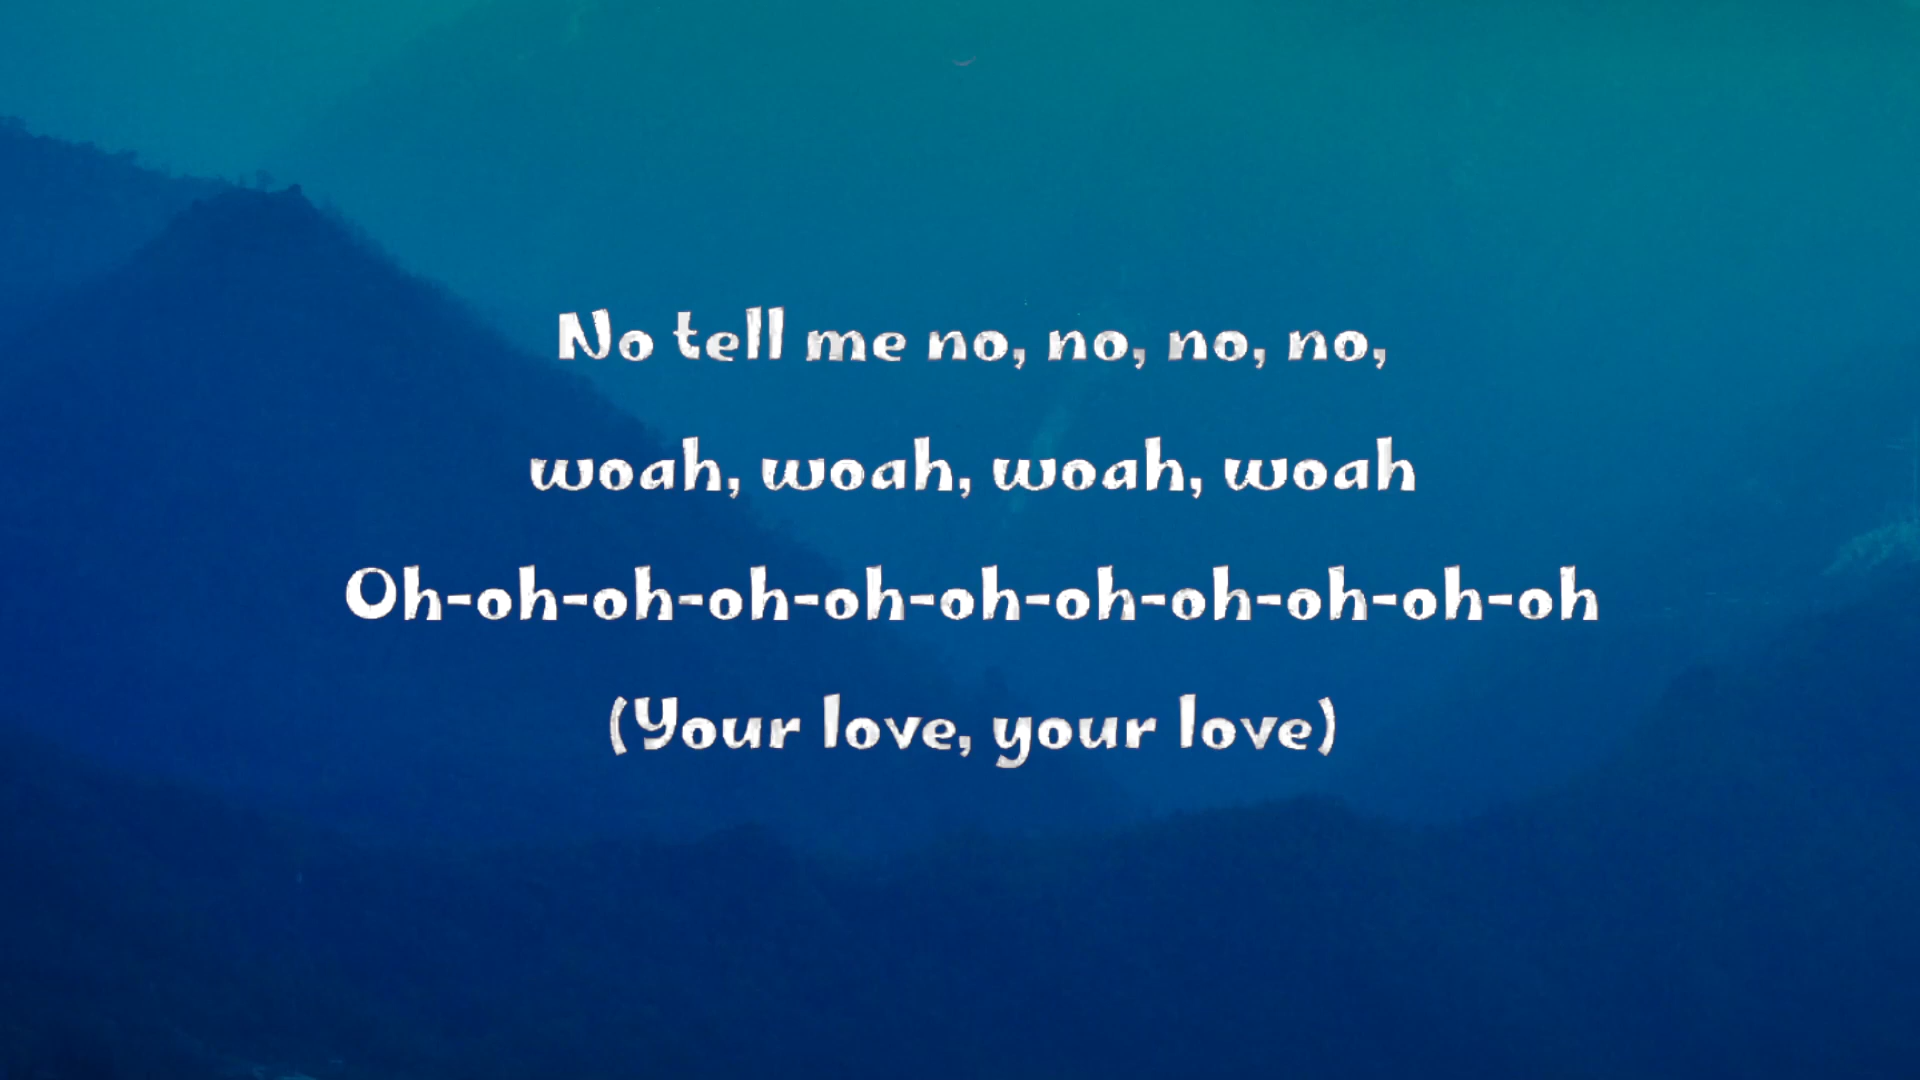 No tell me no, no, no, no,
woah, woah, woah, woah
Oh-oh-oh-oh-oh-oh-oh-oh-oh-oh-oh
(Your love, your love)